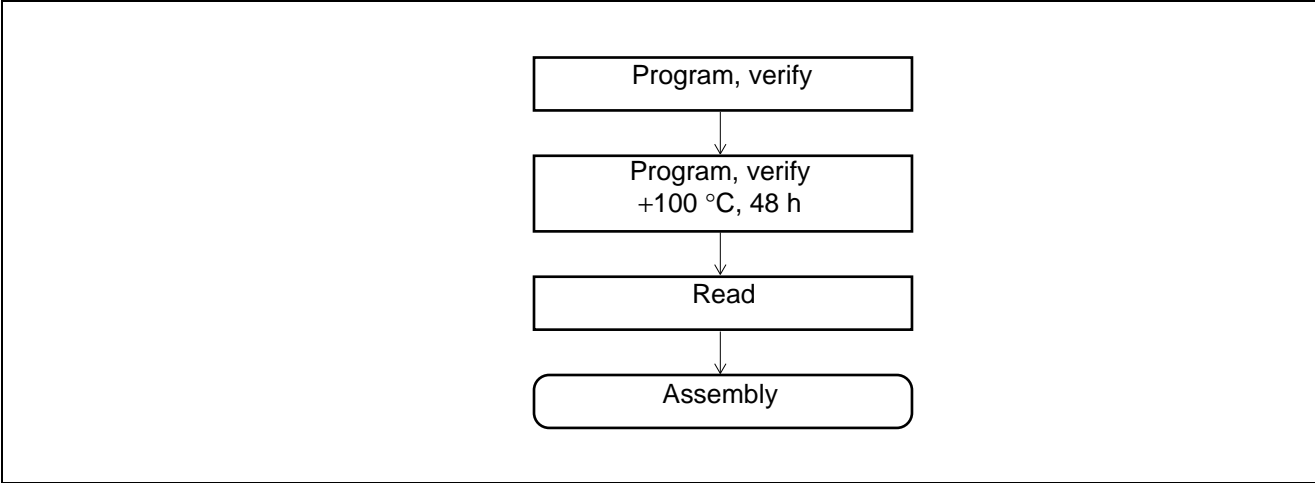 Program, verify
Program, verify
+100 °C, 48 h
Read
Assembly